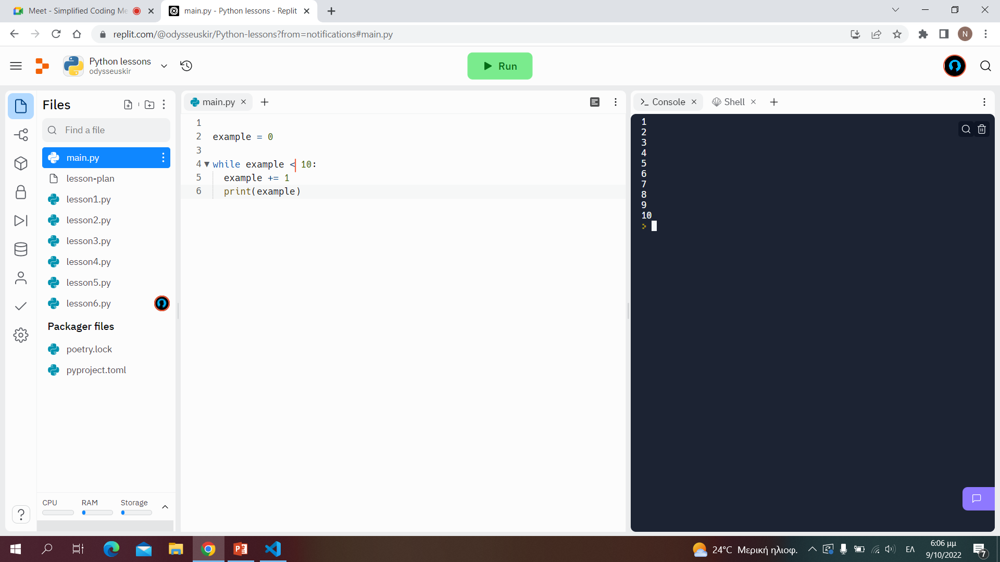 Meet - Simplified Coding Me
main.py - Python lessons - Replit
replit.com/@odysseuskir/Python-lessons?from=notifications#main.py
N
Python lessons
odysseuskir
Run
Files
Find a file
main.py
lesson-plan
lesson1.py
lesson2.py
lesson3.py
lesson4.py
lesson5.py
lesson6.py
Packager files
poetry.lock
pyproject.toml
CPU RAM Storage
?
main.py
1
2 example = 0
3
4 while example < 10:
5 example += 1
6 print(example)
Console
Shell
1
2
3
4
5
6
7
8
9
10
24°C Μερική ηλιοφ.
ΕΛ
6:06 μμ
9/10/2022
7